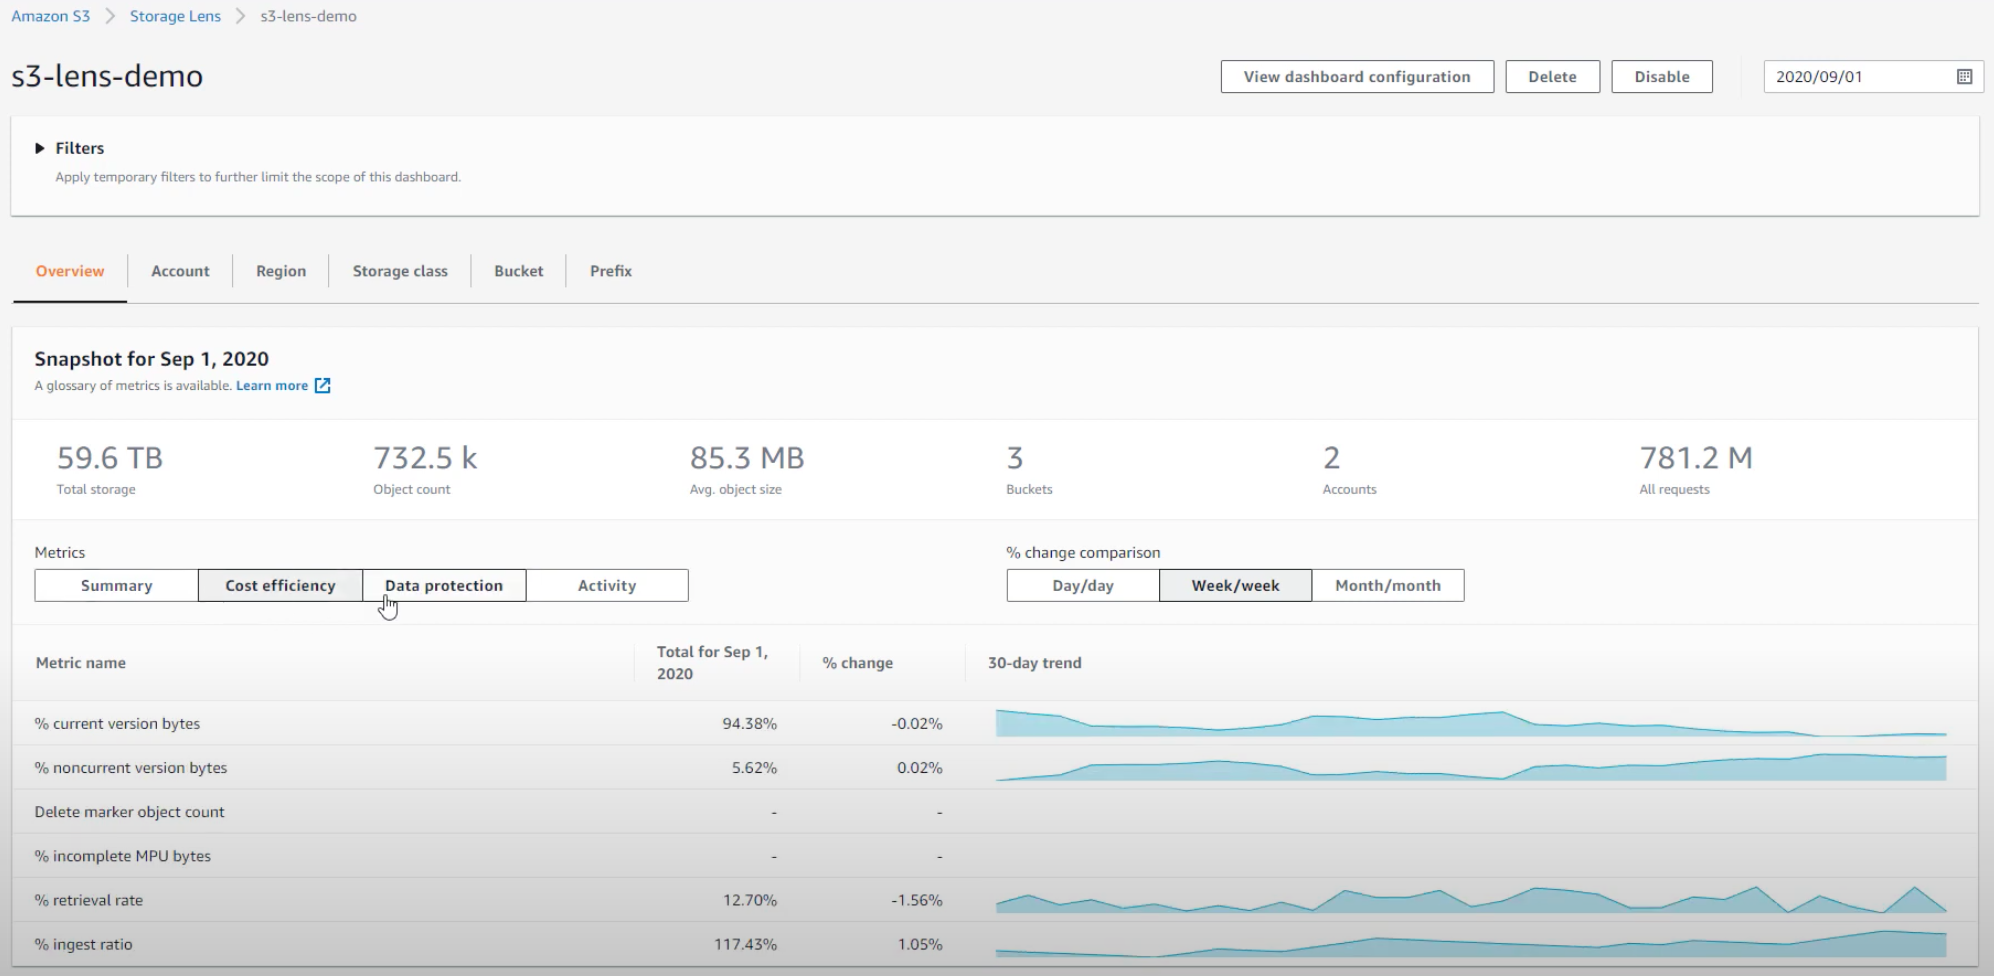 Amazon S3 > Storage Lens > s3-lens-demo
s3-lens-demo
View dashboard configuration Delete Disable 2020/09/01
Filters
Apply temporary filters to further limit the scope of this dashboard.
Overview Account Region Storage class Bucket Prefix
Snapshot for Sep 1, 2020
A glossary of metrics is available. Learn more
59.6 TB 732.5 k 85.3 MB 3 2 781.2 M
Total storage Object count Avg. object size Buckets Accounts All requests
Metrics % change comparison
Summary Cost efficiency Data protection Activity Day/day Week/week Month/month
Metric name Total for Sep 1, 2020 % change 30-day trend
% current version bytes 94.38% -0.02%
% noncurrent version bytes 5.62% 0.02%
Delete marker object count - -
% incomplete MPU bytes - -
% retrieval rate 12.70% -1.56%
% ingest ratio 117.43% 1.05%